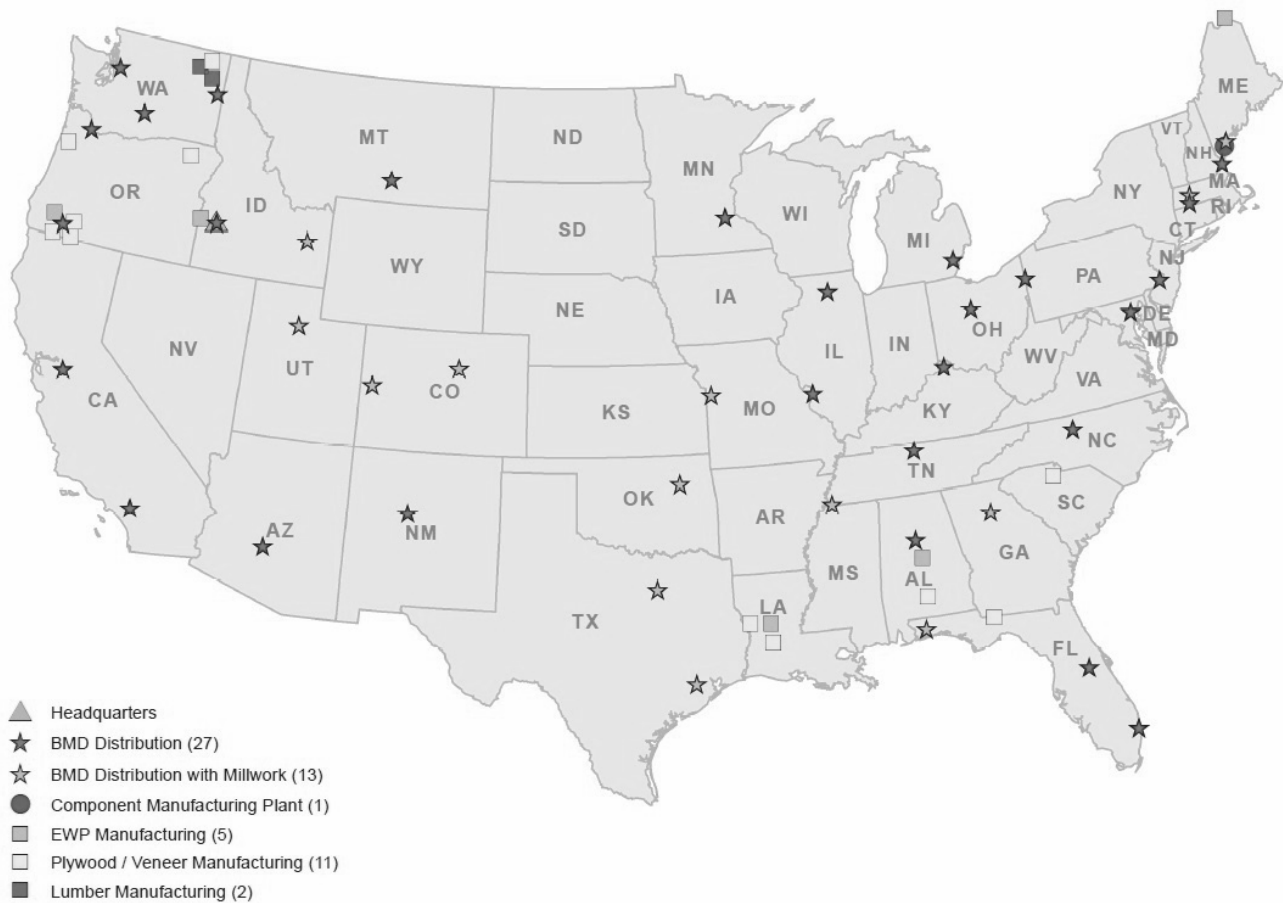 WA
MT
ND
MN
ME
VT
NH
OR
ID
SD
WI
MI
NY
MA
RI
CT
WY
IA
PA
NJ
NE
NV
UT
CO
IL
IN
OH
DE
MD
WV
VA
CA
KS
MO
KY
NC
TN
OK
AR
SC
AZ
NM
MS
AL
GA
TX
LA
FL
Headquarters
BMD Distribution (27)
BMD Distribution with Millwork (13)
Component Manufacturing Plant (1)
EWP Manufacturing (5)
Plywood / Veneer Manufacturing (11)
Lumber Manufacturing (2)